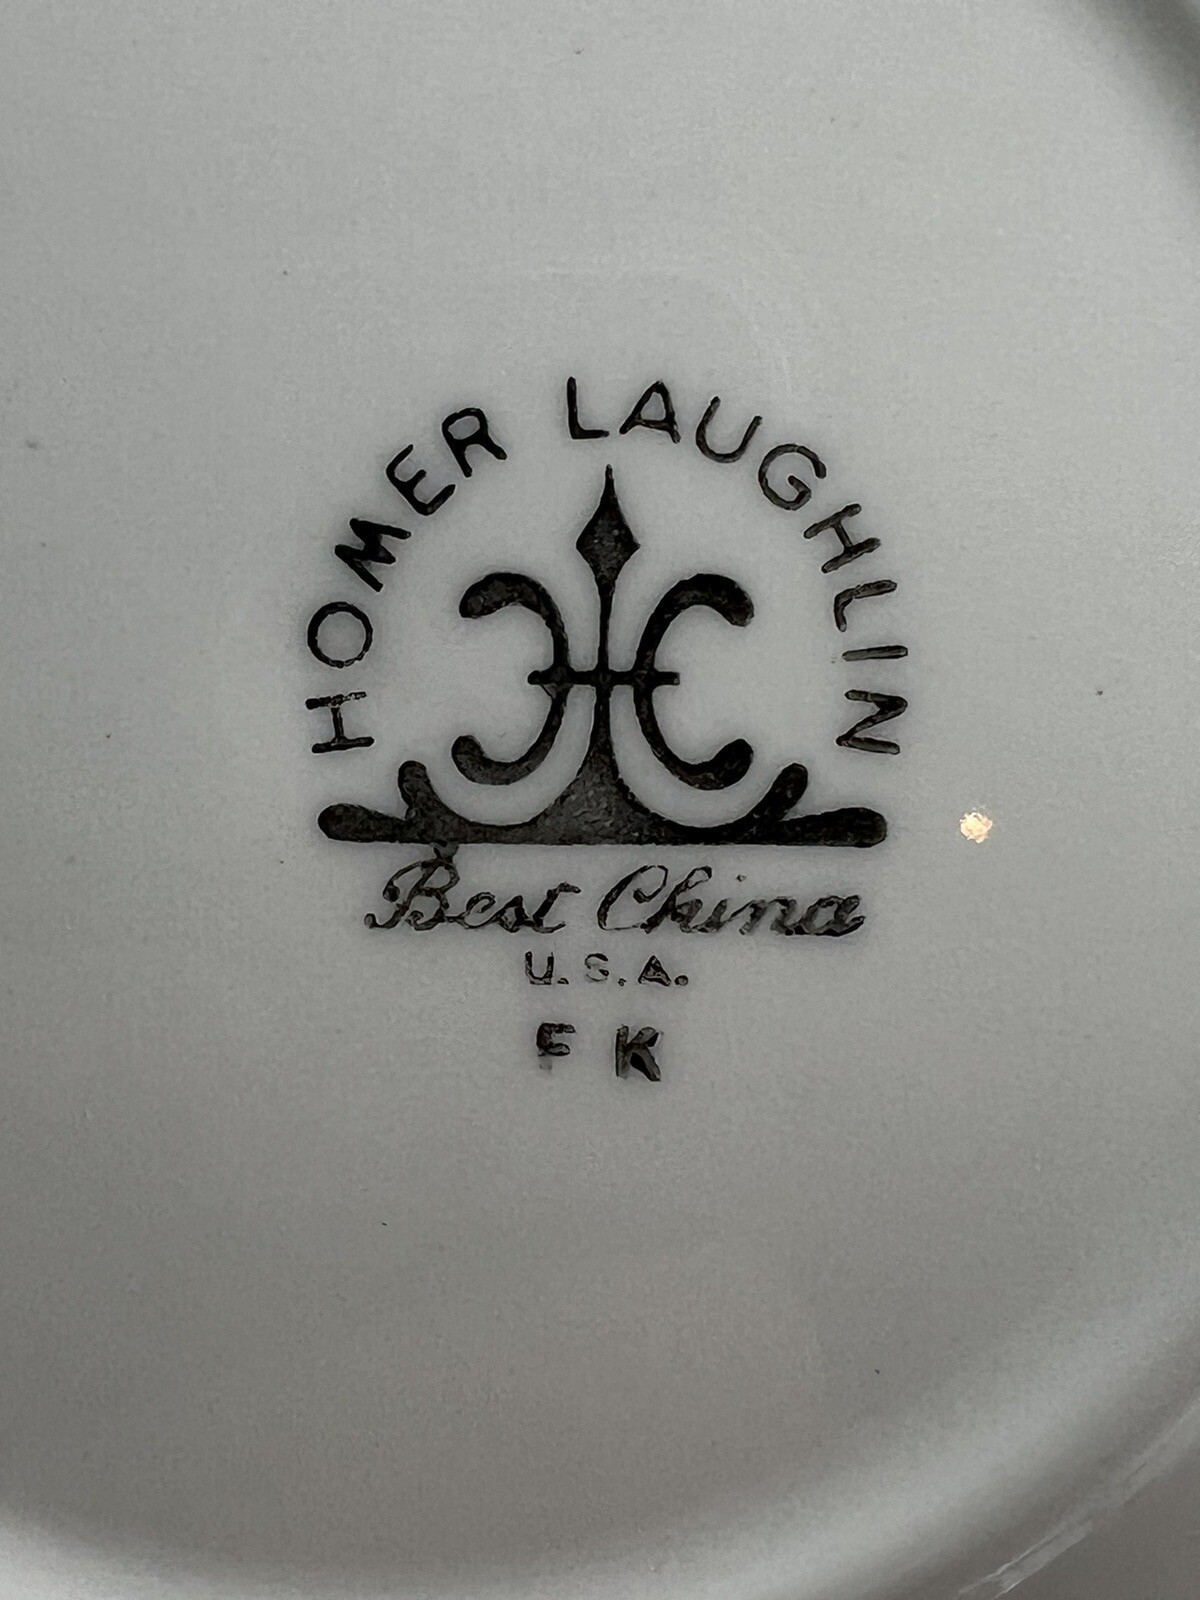 HOMER LAUGHLIN
Best China
U.S.A.
F K